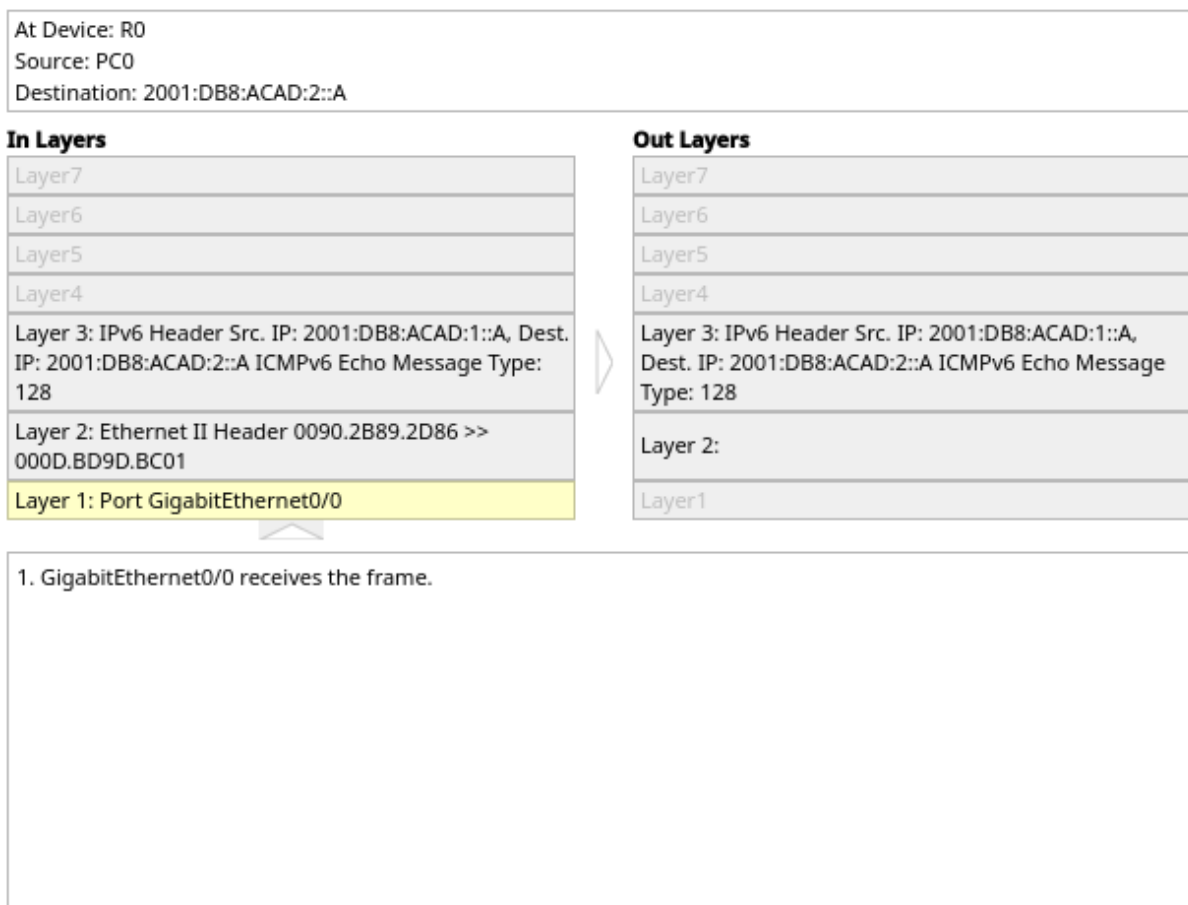 At Device: R0
Source: PC0
Destination: 2001:DB8:ACAD:2::A
In Layers
Layer7
Layer6
Layer5
Layer4
Layer 3: IPv6 Header Src. IP: 2001:DB8:ACAD:1::A, Dest.
IP: 2001:DB8:ACAD:2::A ICMPv6 Echo Message Type:
128
Layer 2: Ethernet II Header 0090.2B89.2D86 >>
000D.BD9D.BC01
Layer 1: Port GigabitEthernet0/0
Out Layers
Layer7
Layer6
Layer5
Layer4
Layer 3: IPv6 Header Src. IP: 2001:DB8:ACAD:1::A,
Dest. IP: 2001:DB8:ACAD:2::A ICMPv6 Echo Message
Type: 128
Layer 2:
Layer1
1. GigabitEthernet0/0 receives the frame.